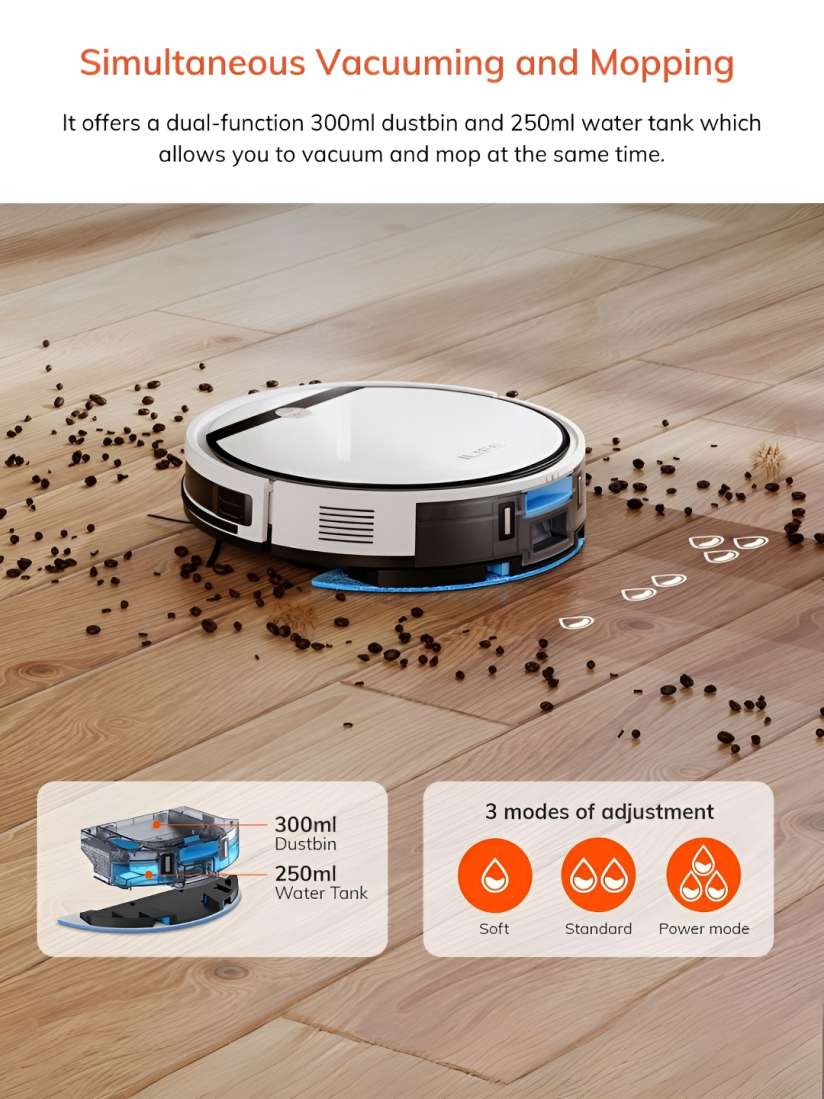 Simultaneous Vacuuming and Mopping
It offers a dual-function 300ml dustbin and 250ml water tank which
allows you to vacuum and mop at the same time.
300ml
Dustbin
250ml
Water Tank
3 modes of adjustment
Soft
Standard
Power mode